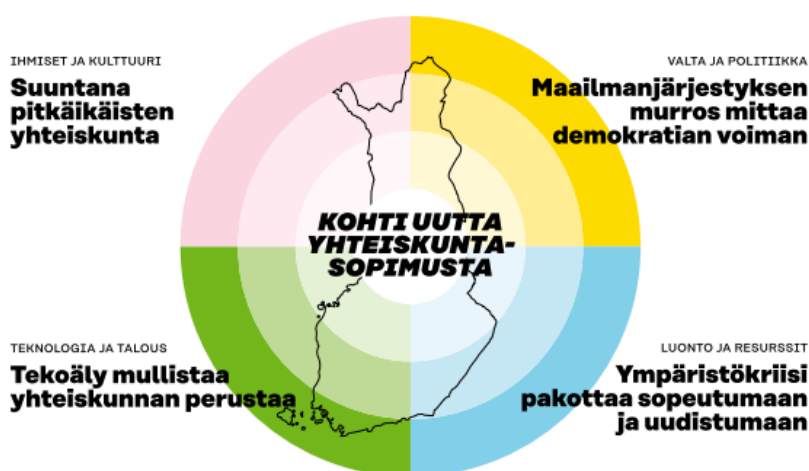 IHMISET JA KULTTUURI
Suuntana
pitkäikäisten
yhteiskunta
VALTA JA POLITIIKKA
Maailmanjärjestyksen
murros mittaa
demokratian voiman
KOHTI UUTTA
YHTEISKUNTA-
SOPIMUSTA
TEKNOLOGIA JA TALOUS
Tekoäly mullistaa
yhteiskunnan perustaa
LUONTO JA RESURSSIT
Ympäristökriisi
pakottaa sopeutumaan
ja uudistumaan